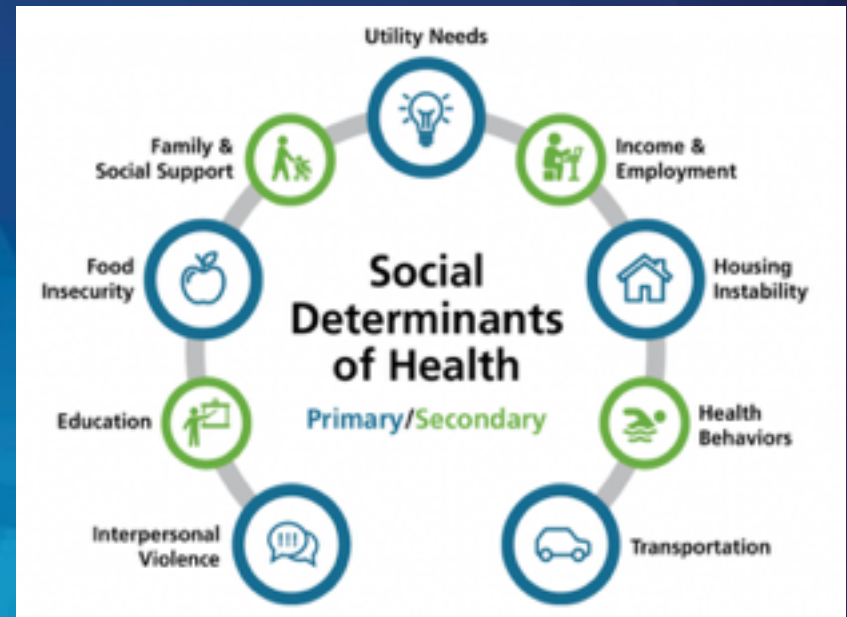 Utility Needs
Family &
Social Support
Income &
Employment
Food
Insecurity
Social
Determinants
of Health
Primary/Secondary
Housing
Instability
Education
Health
Behaviors
Interpersonal
Violence
!!!
Transportation